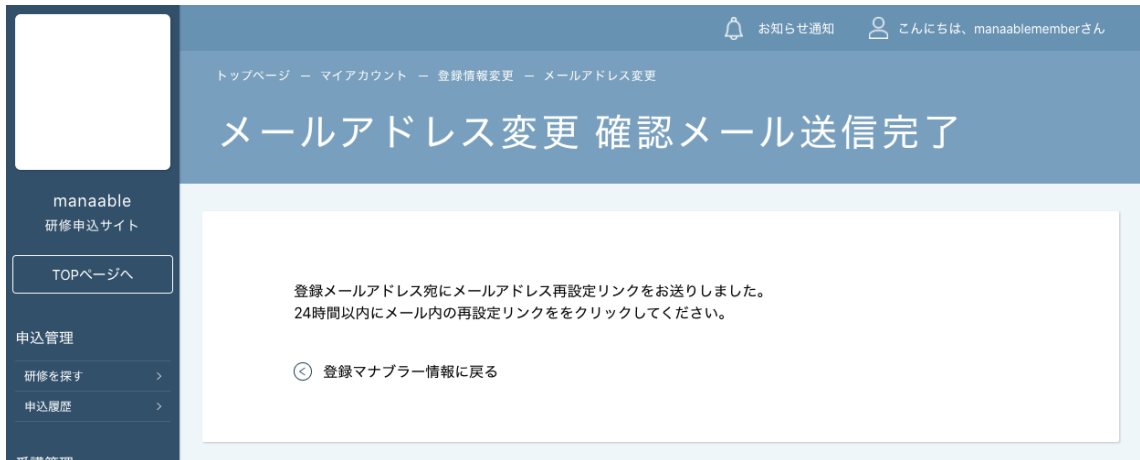 お知らせ通知
こんにちは、manaablememberさん
トップページ － マイアカウント － 登録情報変更 － メールアドレス変更
メールアドレス変更 確認メール送信完了
manaable
研修申込サイト
TOPページへ
申込管理
研修を探す
申込履歴
登録メールアドレス宛にメールアドレス再設定リンクをお送りしました。
24時間以内にメール内の再設定リンクををクリックしてください。
登録マナブラー情報に戻る